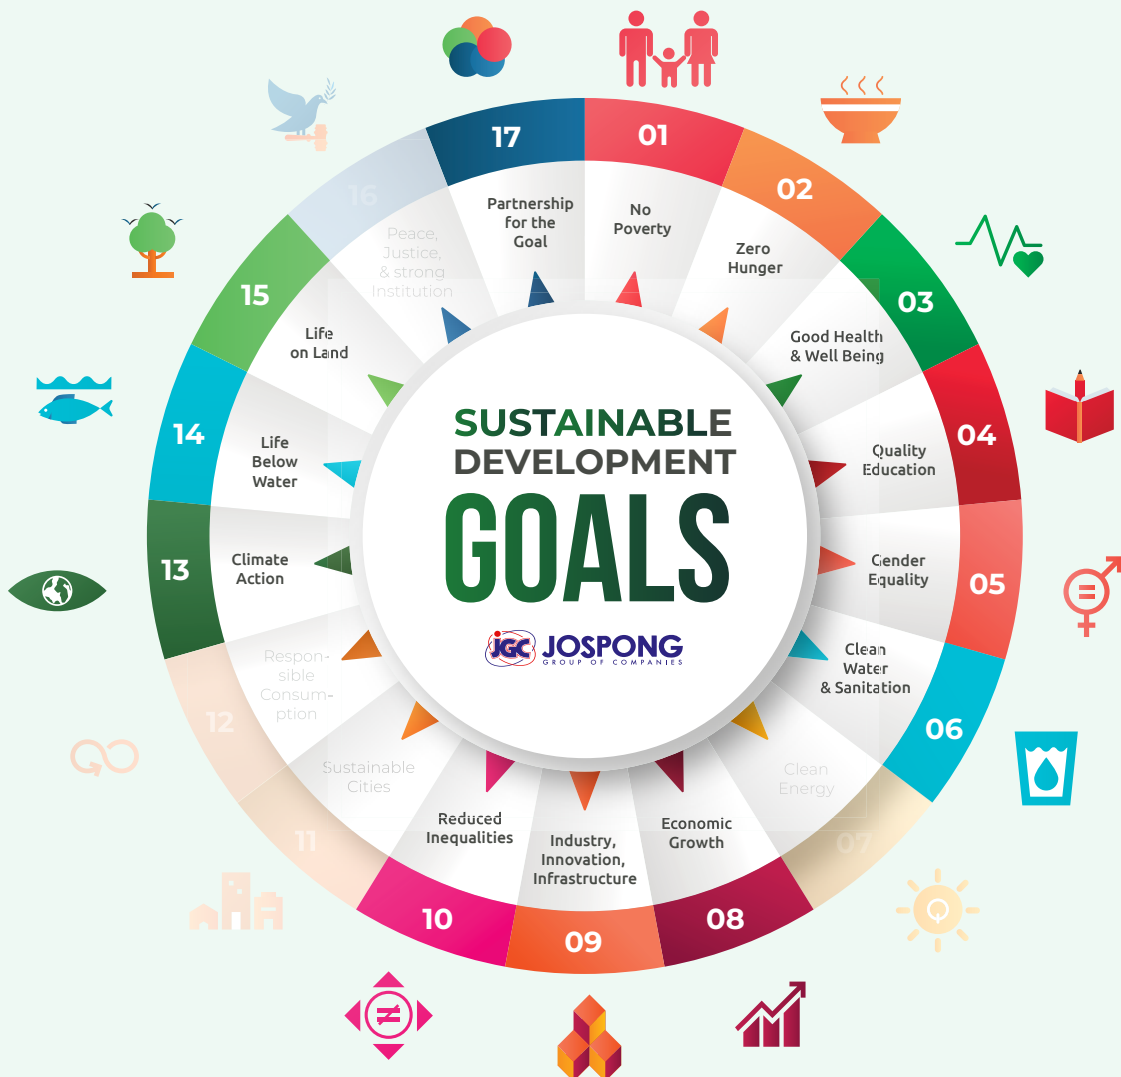 SUSTAINABLE
DEVELOPMENT
GOALS
JGC JOSPONG
GROUP OF COMPANIES
01
No
Poverty
02
Zero
Hunger
03
Good Health
& Well Being
04
Quality
Education
05
Gender
Equality
06
Clean
Water
& Sanitation
07
Clean
Energy
08
Economic
Growth
09
Industry,
Innovation,
Infrastructure
10
Reduced
Inequalities
11
Sustainable
Cities
12
Respon-
sible
Consum-
ption
13
Climate
Action
14
Life
Below
Water
15
Life
on Land
16
Peace,
Justice,
& strong
Institution
17
Partnership
for the
Goal